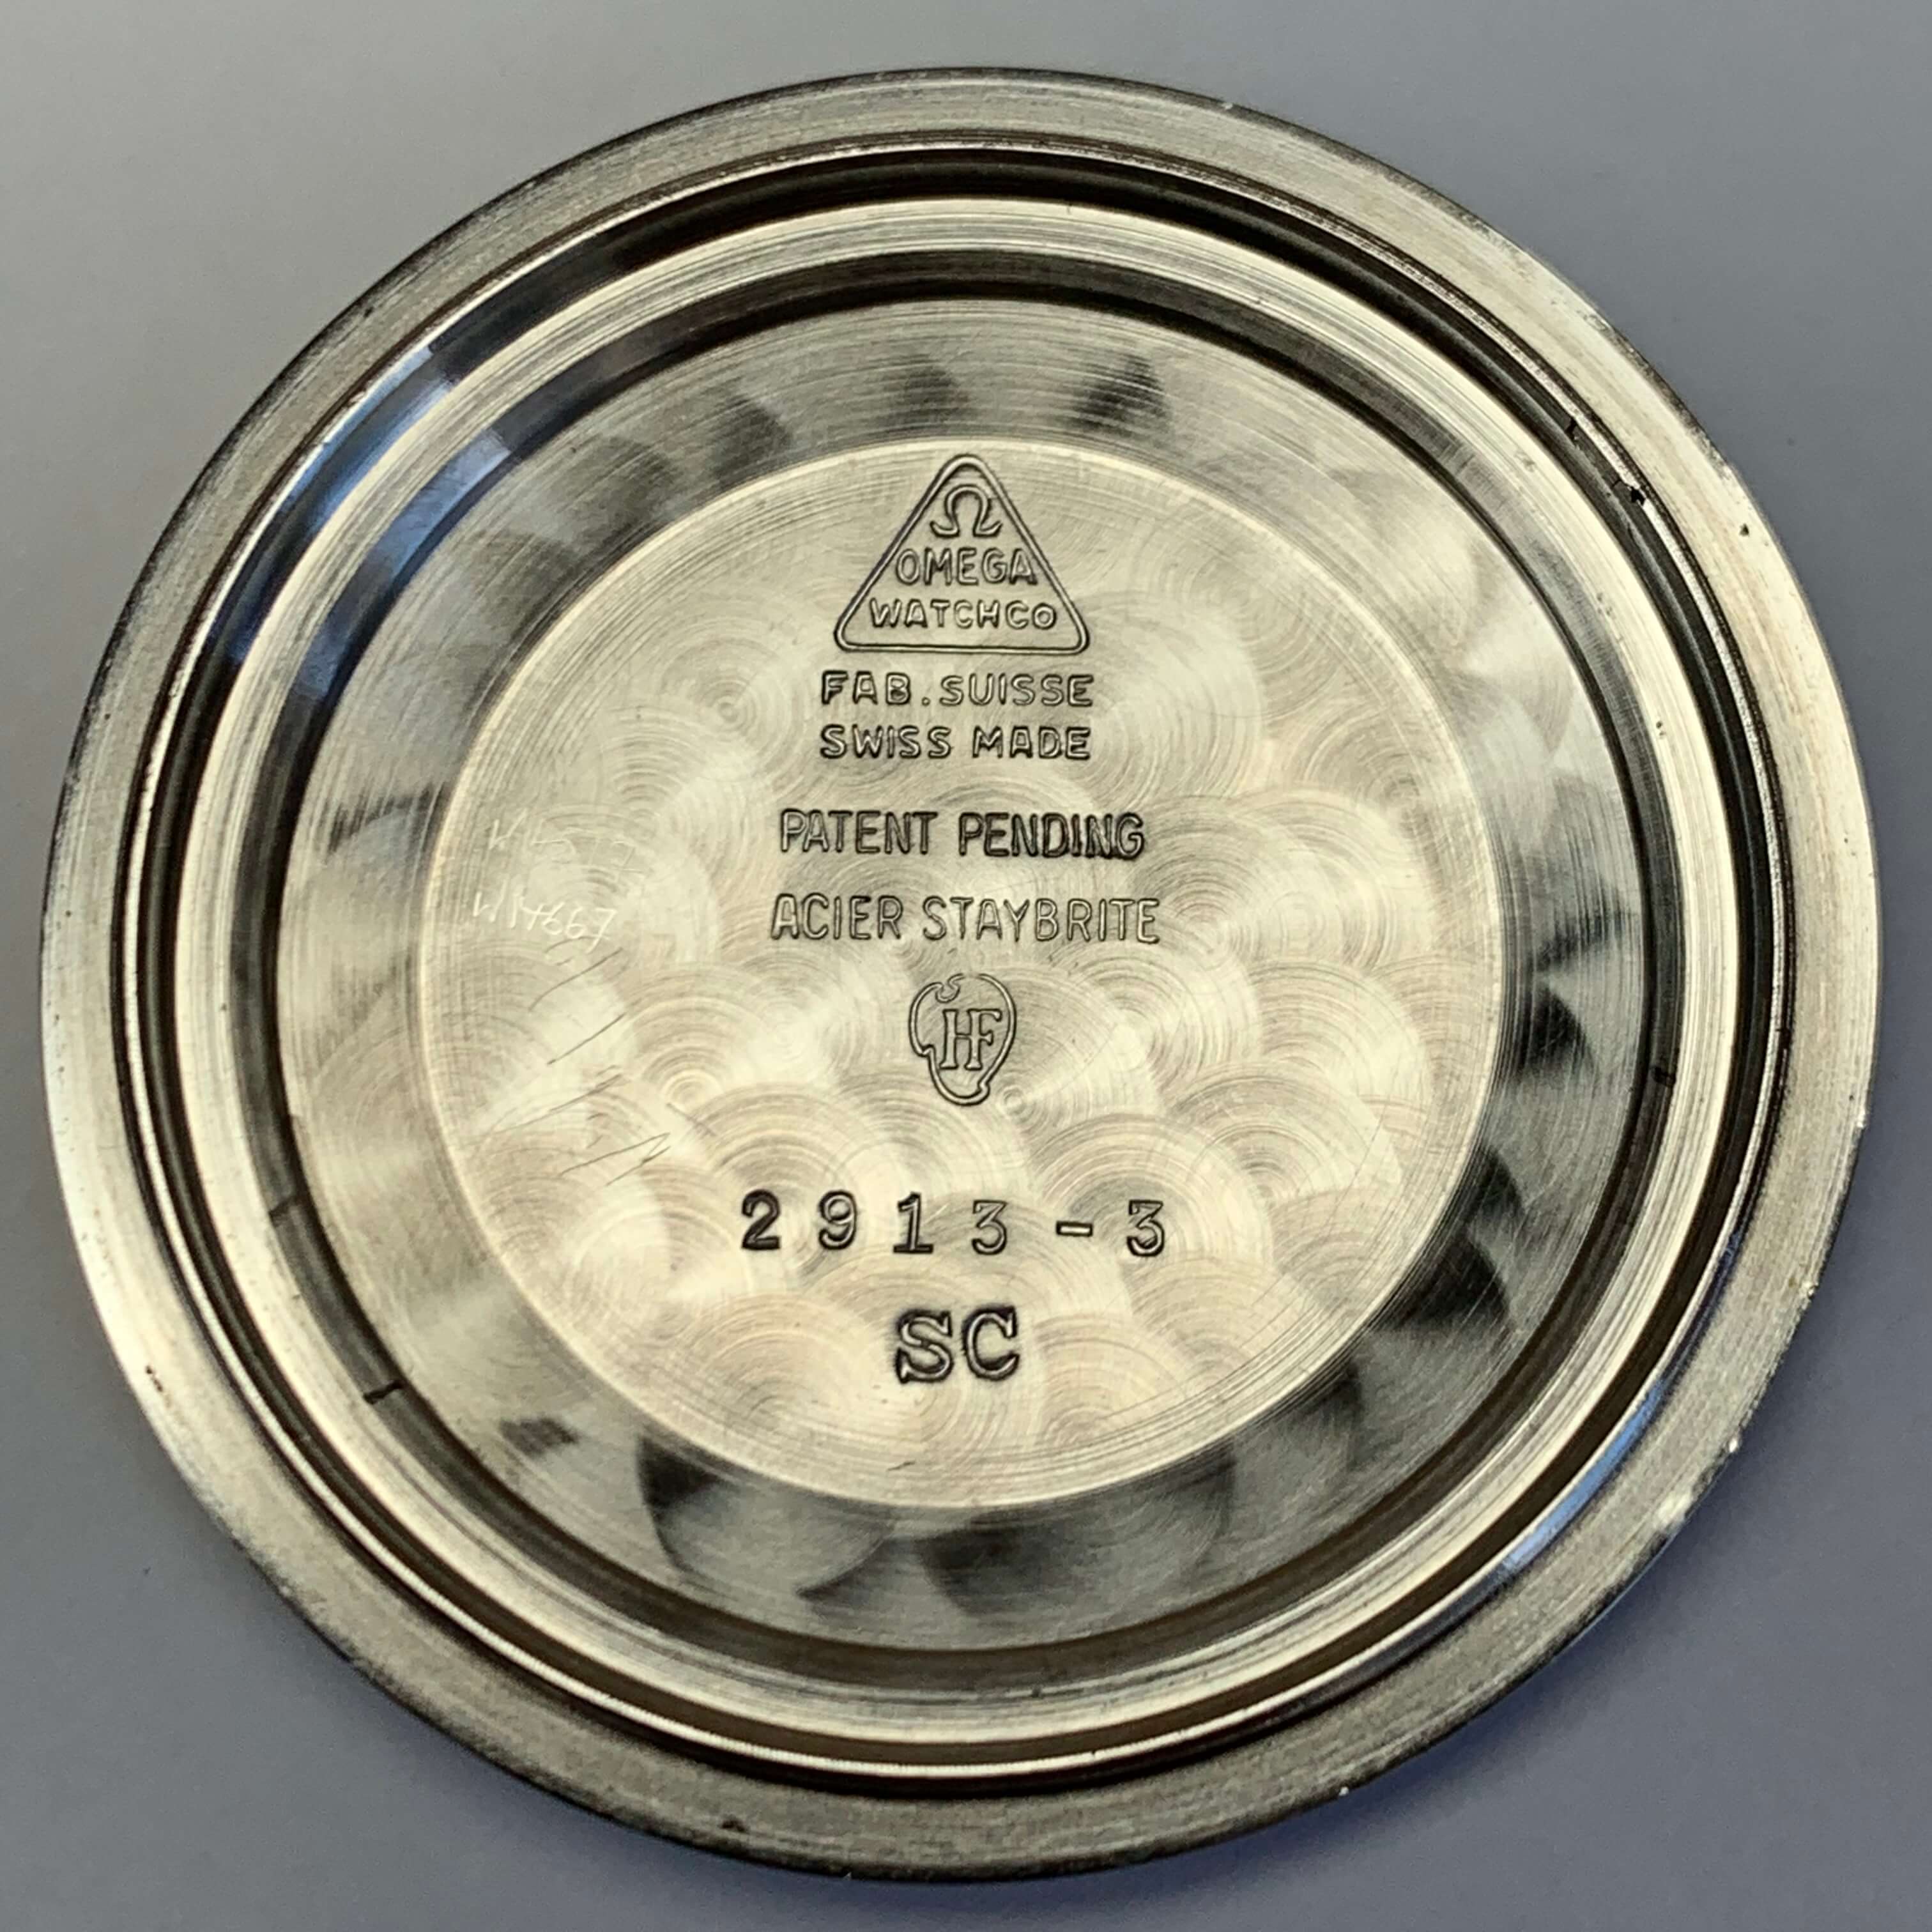 Ω
OMEGA
WATCHCO
FAB.SUISSE
SWISS MADE
PATENT PENDING
ACIER STAYBRITE
HF
2913-3
SC